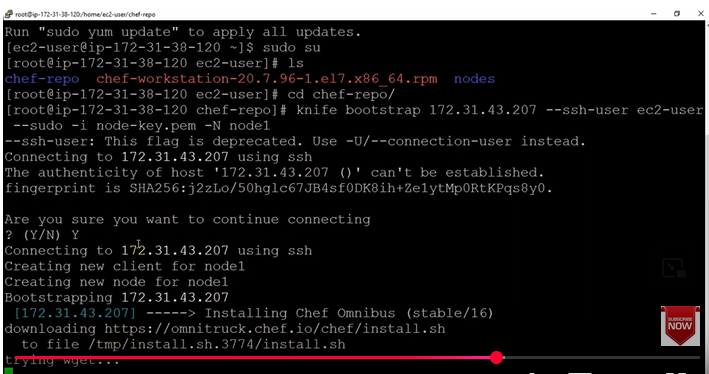 root@ip-172-31-38-120:/home/ec2-user/chef-repo
Run "sudo yum update" to apply all updates.
[ec2-user@ip-172-31-38-120 ~]$ sudo su
[root@ip-172-31-38-120 ec2-user]# ls
chef-repo  chef-workstation-20.7.96-1.el7.x86_64.rpm  nodes
[root@ip-172-31-38-120 ec2-user]# cd chef-repo/
[root@ip-172-31-38-120 chef-repo]# knife bootstrap 172.31.43.207 --ssh-user ec2-user
--sudo -i node-key.pem -N node1
--ssh-user: This flag is deprecated. Use -U/--connection-user instead.
Connecting to 172.31.43.207 using ssh
The authenticity of host '172.31.43.207 ()' can't be established.
fingerprint is SHA256:j2zLo/50hglc67JB4sf0DK8ih+Ze1ytMp0RtKPqs8y0.
Are you sure you want to continue connecting
? (Y/N) Y
Connecting to 172.31.43.207 using ssh
Creating new client for node1
Creating new node for node1
Bootstrapping 172.31.43.207
[172.31.43.207] -----> Installing Chef Omnibus (stable/16)
downloading https://omnitruck.chef.io/chef/install.sh
to file /tmp/install.sh.3774/install.sh
trying wget...
SUBSCRIBE
NOW